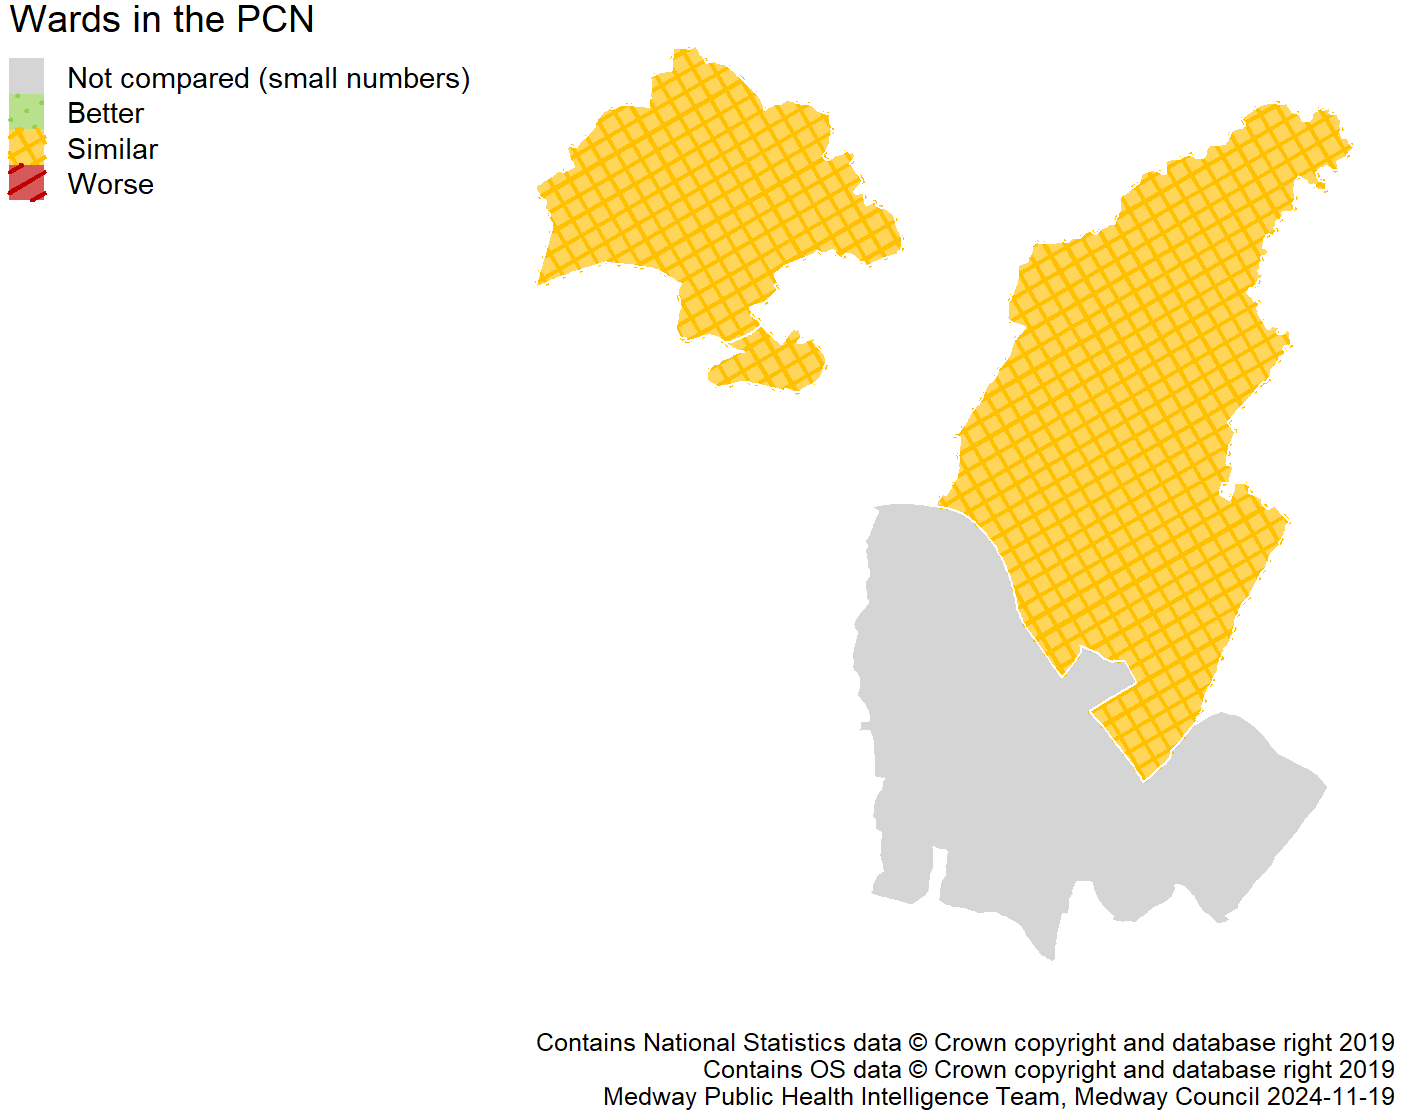 Wards in the PCN
Not compared (small numbers)
Better
Similar
Worse
Contains National Statistics data © Crown copyright and database right 2019
Contains OS data © Crown copyright and database right 2019
Medway Public Health Intelligence Team, Medway Council 2024-11-19